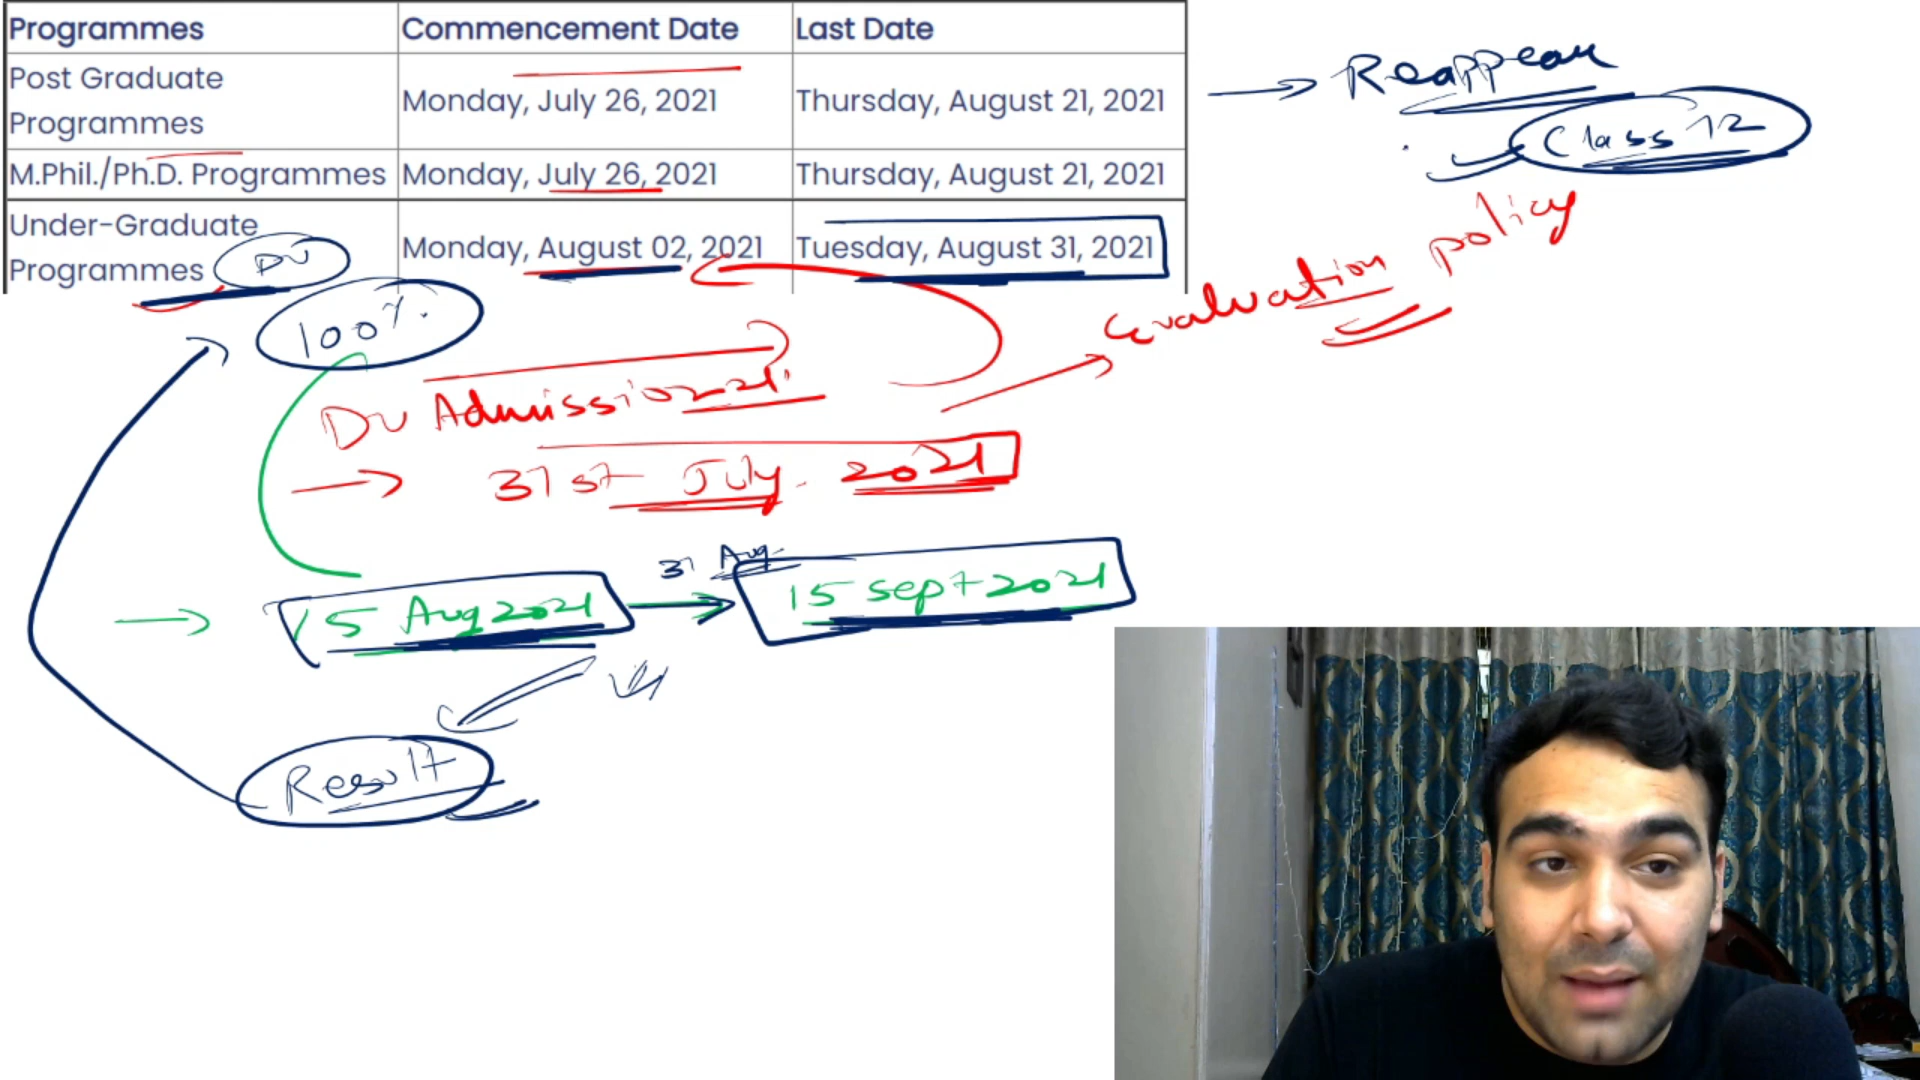 Programmes Commencement Date Last Date
Post Graduate Programmes Monday, July 26, 2021 Thursday, August 21, 2021
M.Phil./Ph.D. Programmes Monday, July 26, 2021 Thursday, August 21, 2021
Under-Graduate Programmes Monday, August 02, 2021 Tuesday, August 31, 2021
DU
100%.
Reappear
Class 12
Evaluation policy
DU Admission 2021.
31st July. 2021
31 Aug.
15 Aug 2021
15 sept 2021
Result